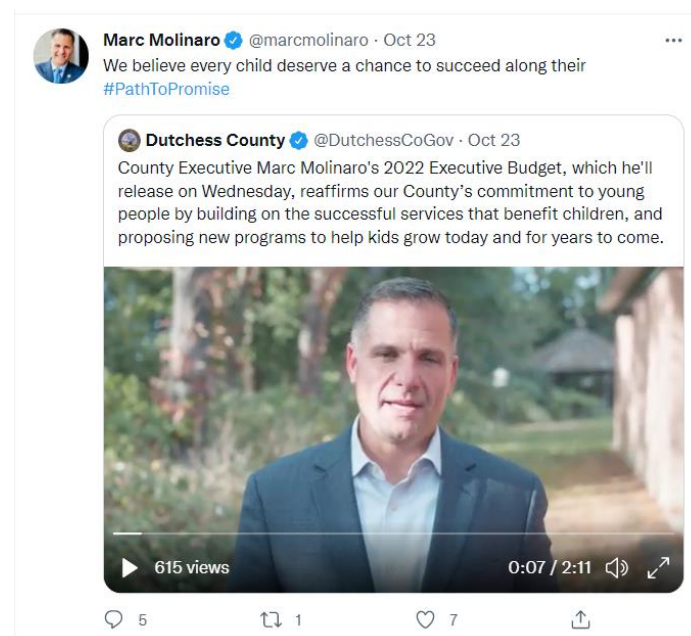 Marc Molinaro @marcmolinaro · Oct 23
We believe every child deserve a chance to succeed along their
#PathToPromise
Dutchess County @DutchessCoGov · Oct 23
County Executive Marc Molinaro's 2022 Executive Budget, which he'll
release on Wednesday, reaffirms our County’s commitment to young
people by building on the successful services that benefit children, and
proposing new programs to help kids grow today and for years to come.
615 views 0:07 / 2:11
5 1 7